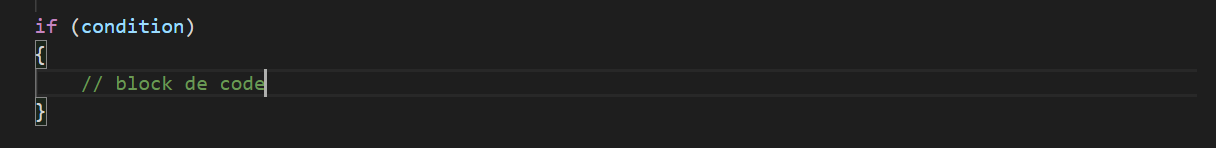 if (condition)
{
    // block de code
}